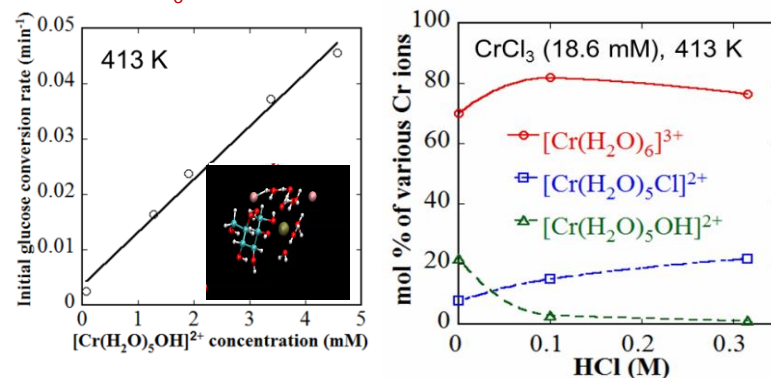 6
0.05
0.04
0.03
0.02
0.01
0
413 K
Initial glucose conversion rate (min⁻¹)
0 1 2 3 4 5
[Cr(H₂O)₅OH]²⁺ concentration (mM)
100
80
60
40
20
0
mol % of various Cr ions
CrCl₃ (18.6 mM), 413 K
[Cr(H₂O)₆]³⁺
[Cr(H₂O)₅Cl]²⁺
[Cr(H₂O)₅OH]²⁺
0 0.1 0.2 0.3
HCl (M)